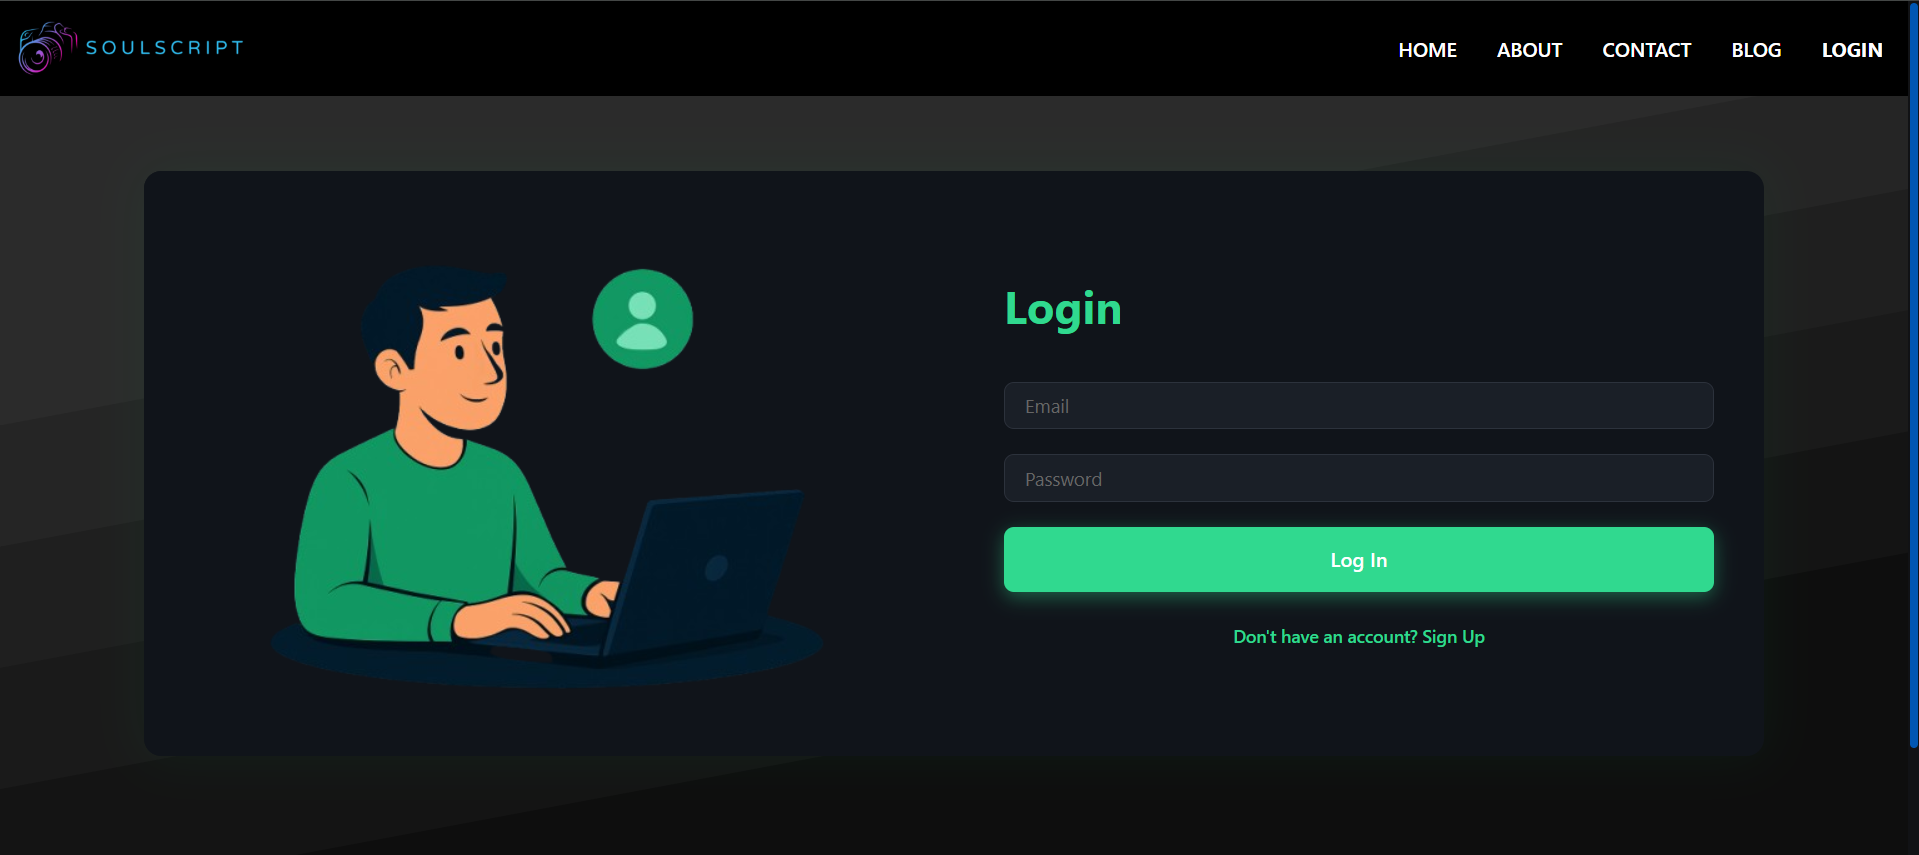 SOULSCRIPT
HOME ABOUT CONTACT BLOG LOGIN
Login
Email
Password
Log In
Don't have an account? Sign Up